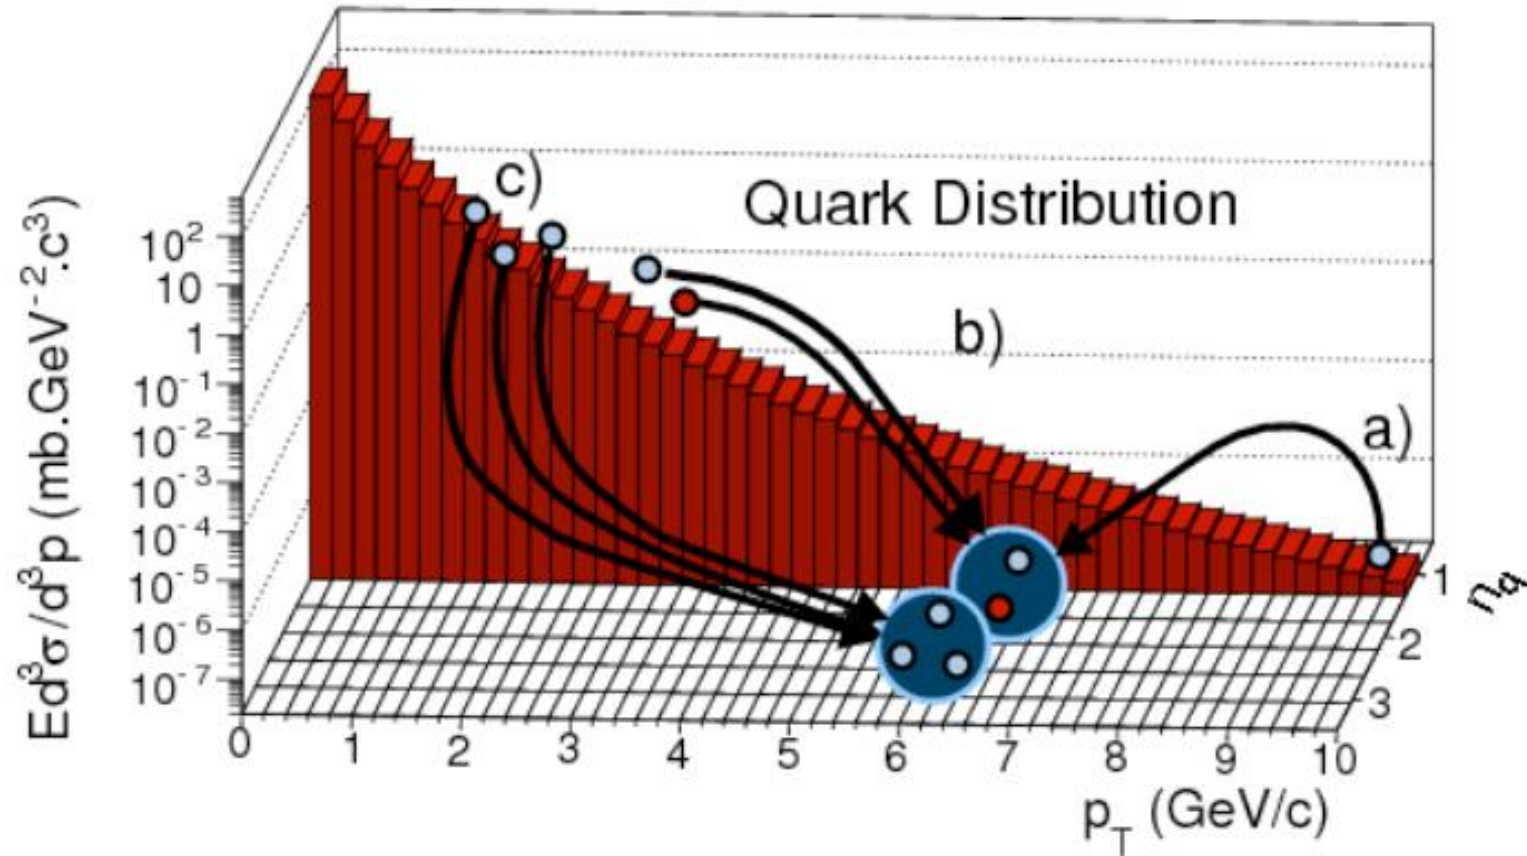 c)
Quark Distribution
b)
a)
Ed³σ/d³p (mb.GeV⁻².c³)
10²
10
1
10⁻¹
10⁻²
10⁻³
10⁻⁴
10⁻⁵
10⁻⁶
10⁻⁷
0 1 2 3 4 5 6 7 8 9 10
p_T (GeV/c)
1
2
3
n_q